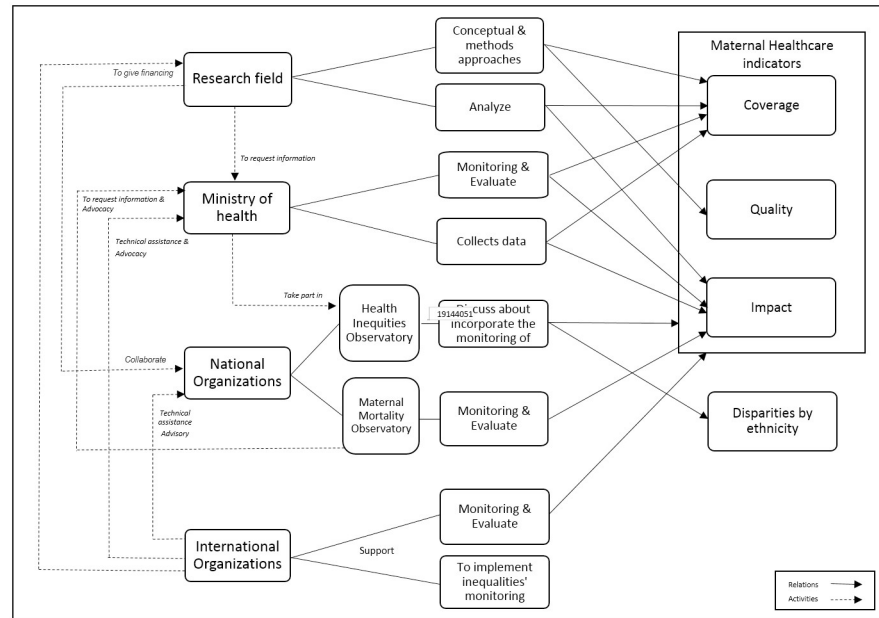 Conceptual &
methods
approaches
Maternal Healthcare
indicators
To give financing
Research field
Coverage
Analyze
To request information
Monitoring &
Evaluate
To request information &
Advocacy
Ministry of
health
Quality
Technical assistance &
Advocacy
Collects data
Take part in
Health
Inequities
Observatory
19144051
Discuss about
incorporate the
monitoring of
Impact
Collaborate
National
Organizations
Maternal
Mortality
Observatory
Monitoring &
Evaluate
Disparities by
ethnicity
Technical
assistance
Advisory
Monitoring &
Evaluate
International
Organizations
Support
To implement
inequalities'
monitoring
Relations
Activities